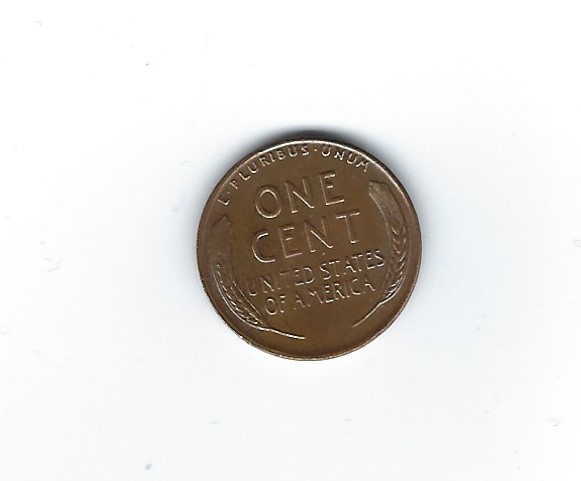 E·PLURIBUS·UNUM
ONE
CENT
UNITED STATES
OF AMERICA